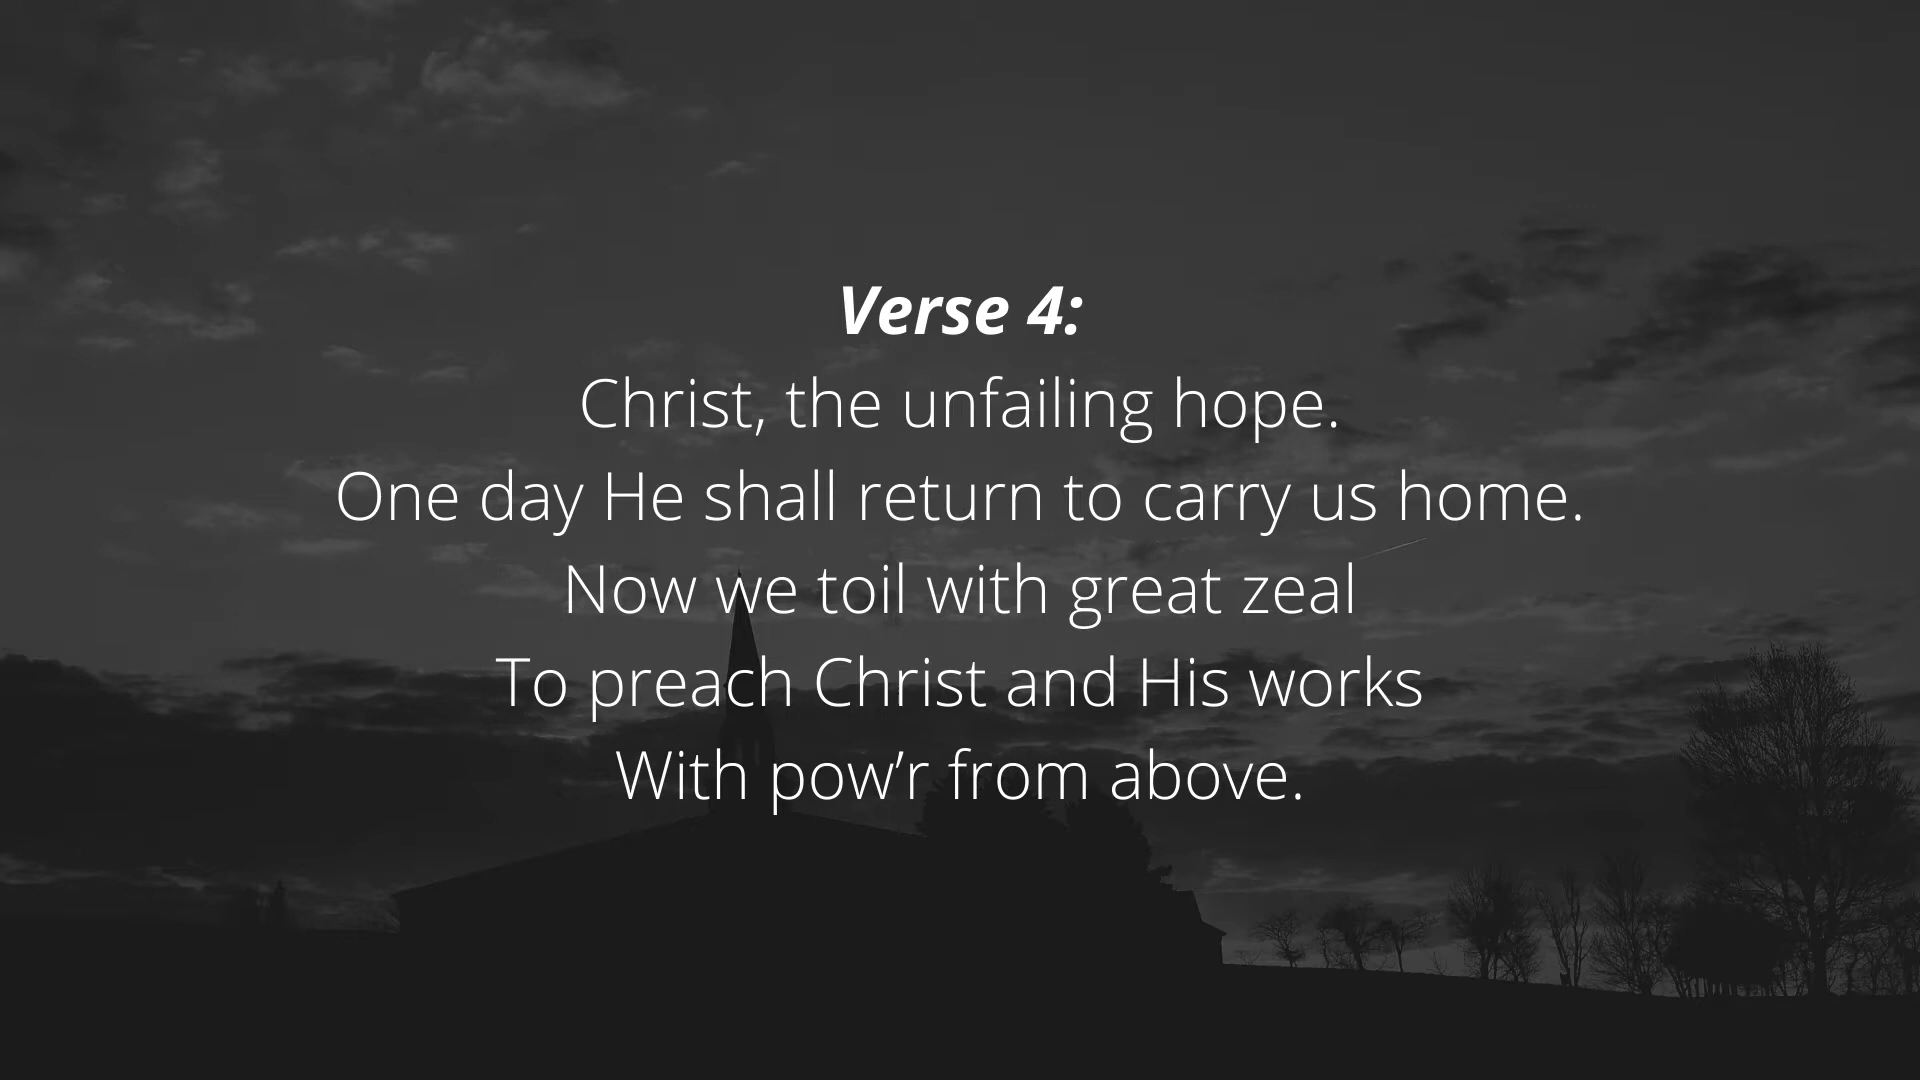 Verse 4:
Christ, the unfailing hope.
One day He shall return to carry us home.
Now we toil with great zeal
To preach Christ and His works
With pow’r from above.